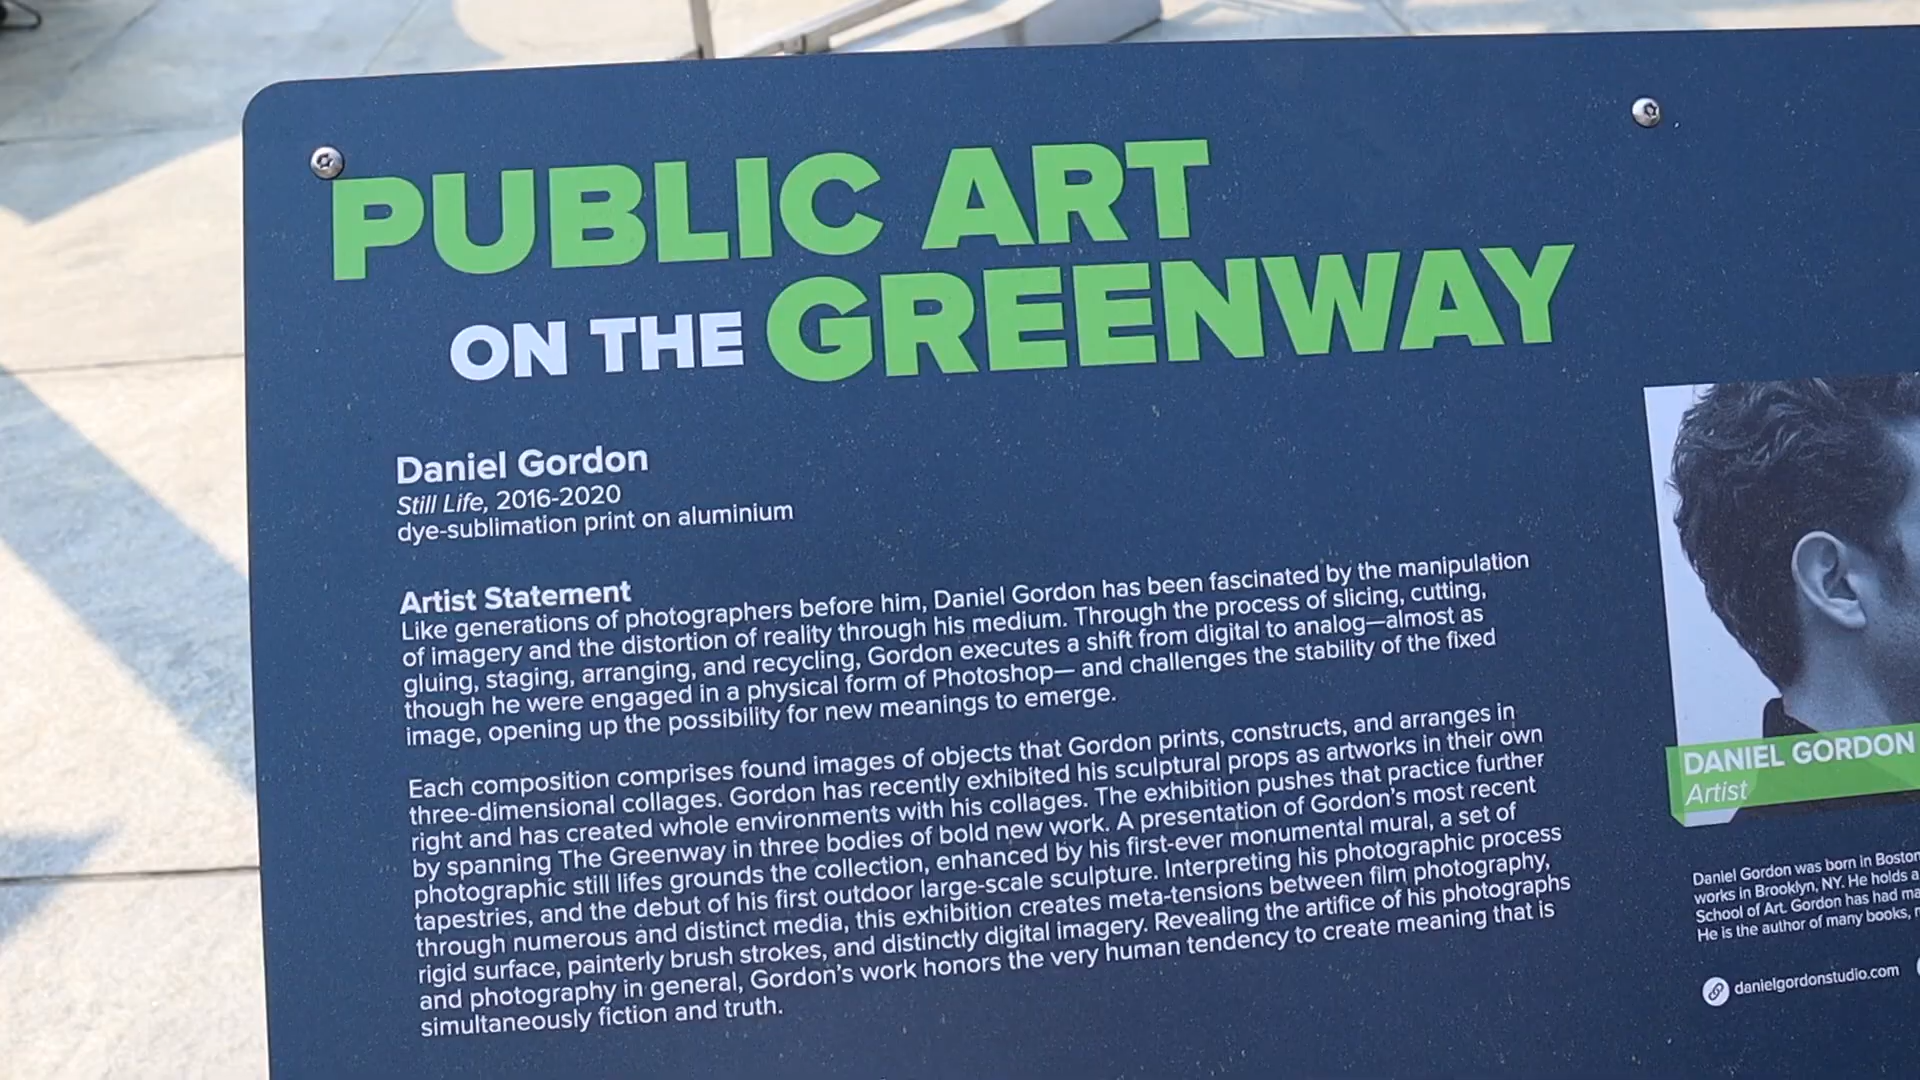 PUBLIC ART
ON THE GREENWAY
Daniel Gordon
Still Life, 2016-2020
dye-sublimation print on aluminium
Artist Statement
Like generations of photographers before him, Daniel Gordon has been fascinated by the manipulation
of imagery and the distortion of reality through his medium. Through the process of slicing, cutting,
gluing, staging, arranging, and recycling, Gordon executes a shift from digital to analog—almost as
though he were engaged in a physical form of Photoshop— and challenges the stability of the fixed
image, opening up the possibility for new meanings to emerge.
Each composition comprises found images of objects that Gordon prints, constructs, and arranges in
three-dimensional collages. Gordon has recently exhibited his sculptural props as artworks in their own
right and has created whole environments with his collages. The exhibition pushes that practice further
by spanning The Greenway in three bodies of bold new work. A presentation of Gordon's most recent
photographic still lifes grounds the collection, enhanced by his first-ever monumental mural, a set of
tapestries, and the debut of his first outdoor large-scale sculpture. Interpreting his photographic process
through numerous and distinct media, this exhibition creates meta-tensions between film photography,
rigid surface, painterly brush strokes, and distinctly digital imagery. Revealing the artifice of his photographs
and photography in general, Gordon's work honors the very human tendency to create meaning that is
simultaneously fiction and truth.
DANIEL GORDON
Artist
Daniel Gordon was born in Boston
works in Brooklyn, NY. He holds a
School of Art. Gordon has had
He is the author of many books,
danielgordonstudio.com